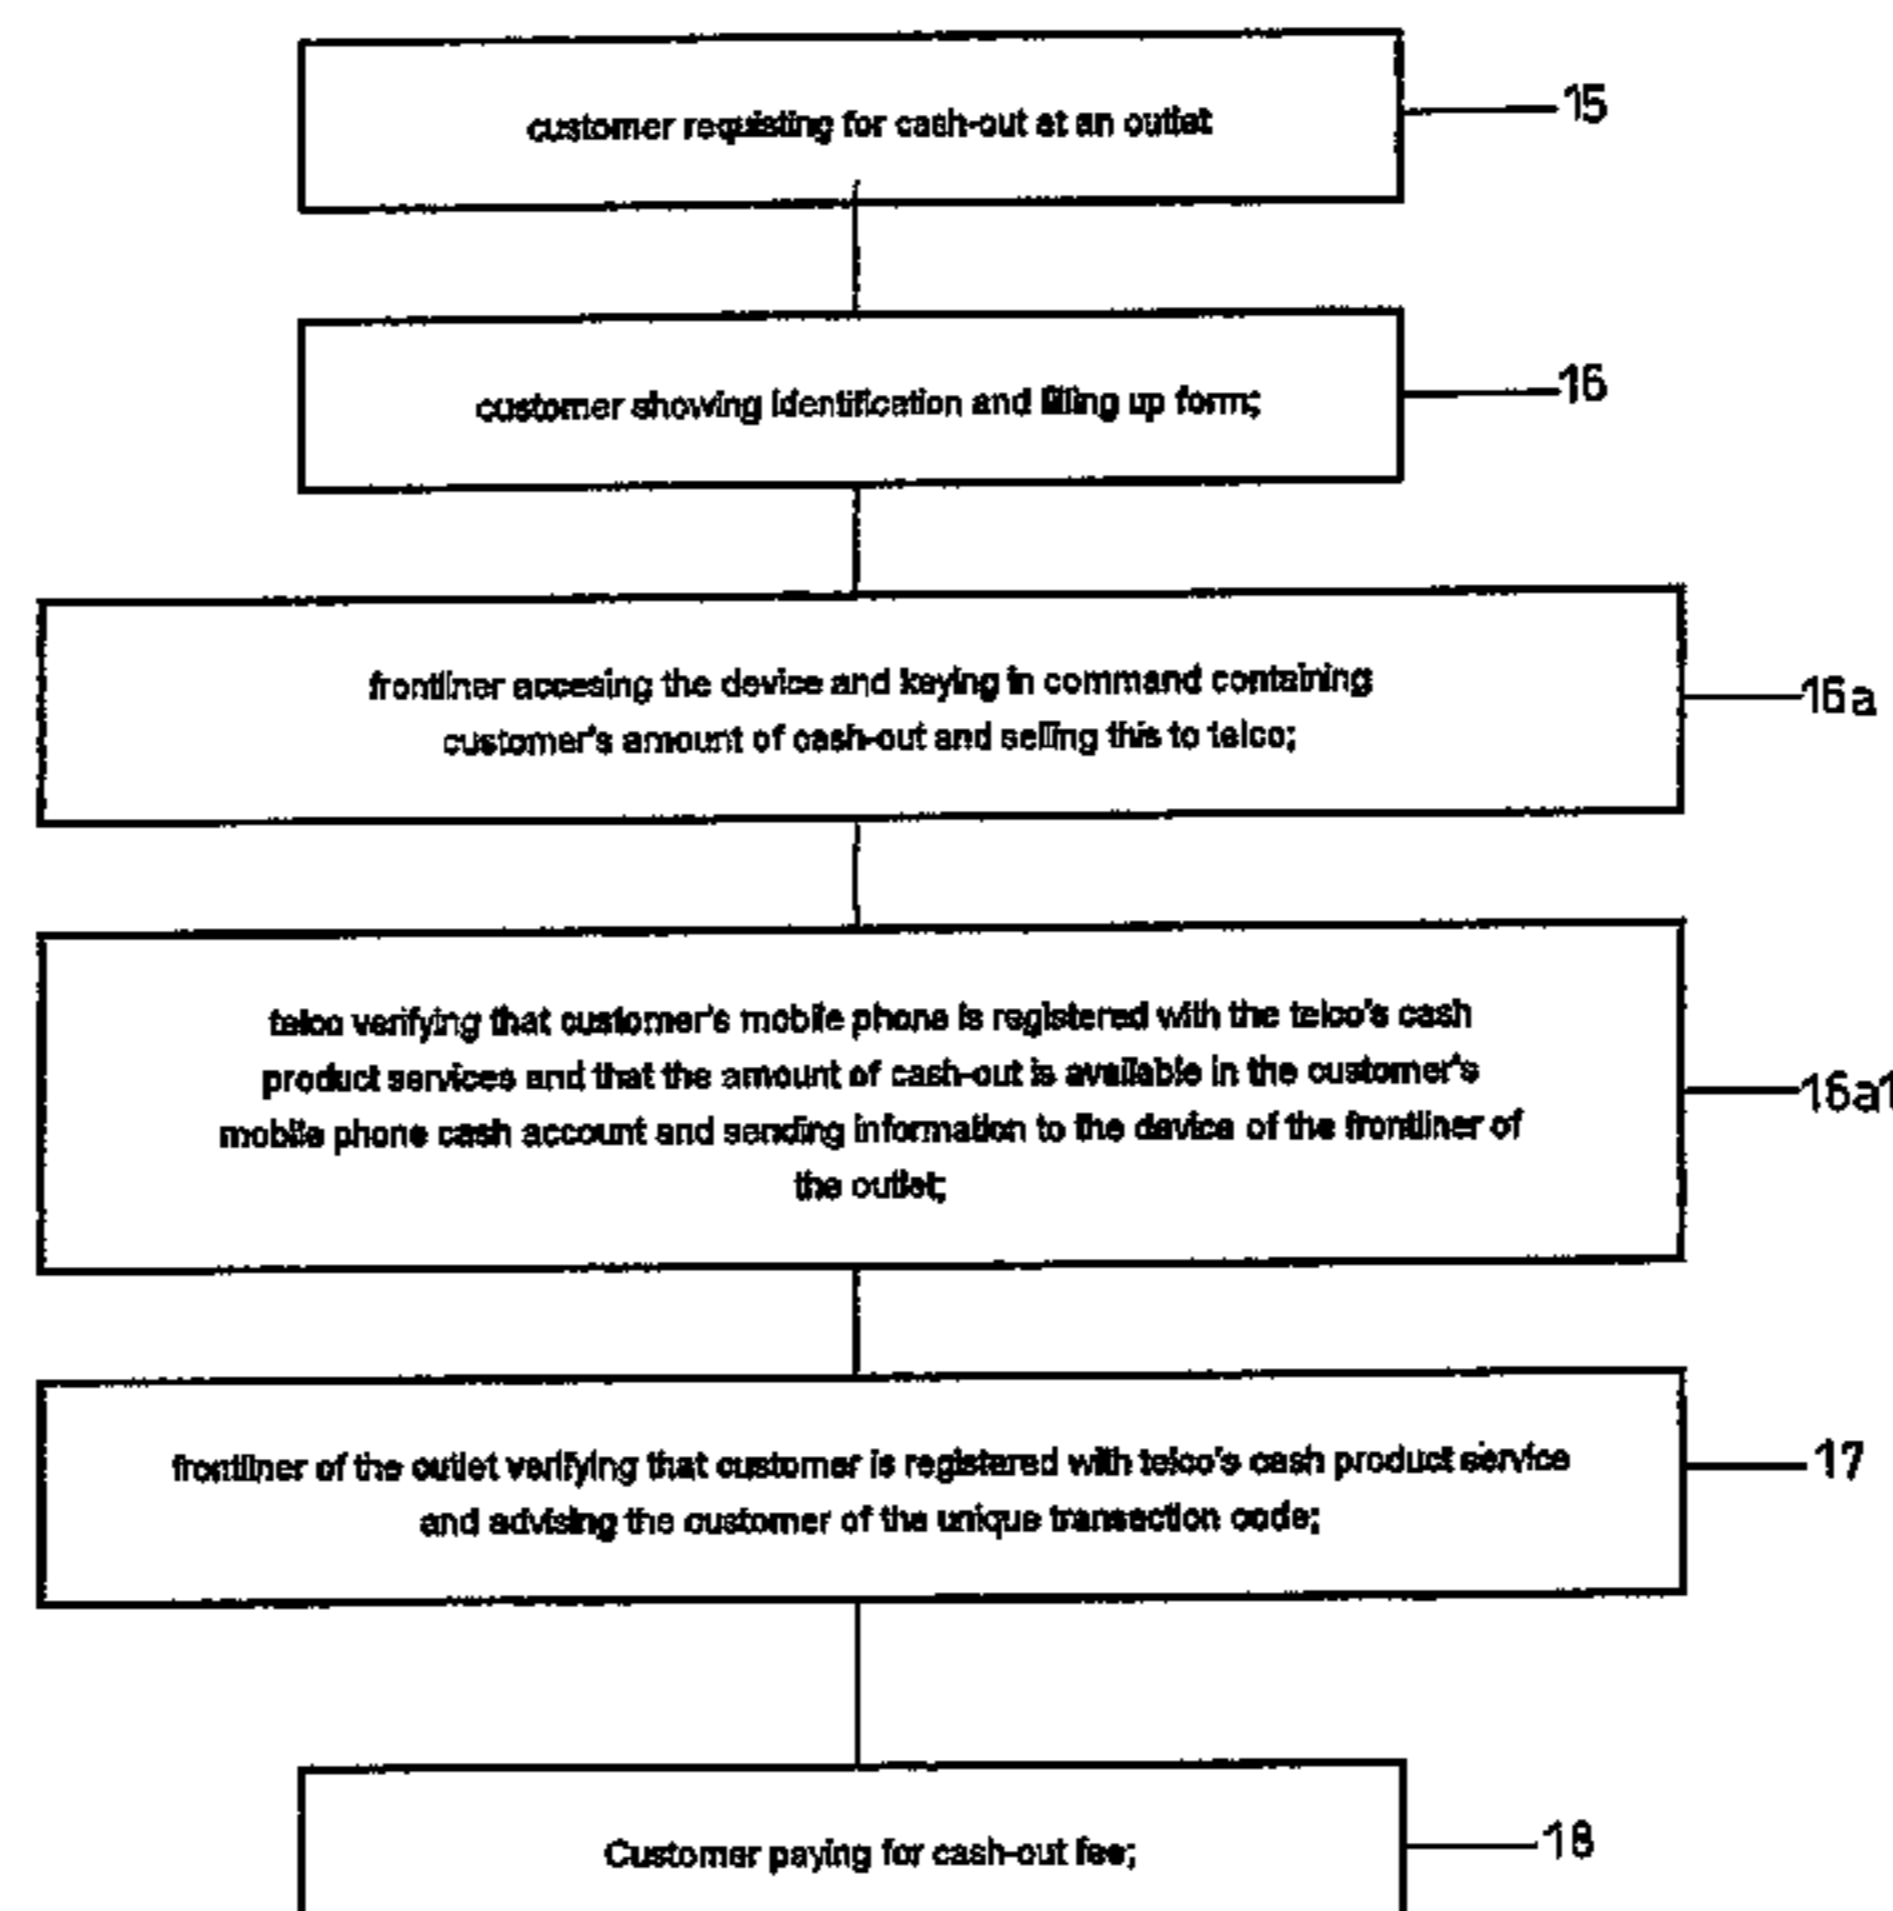 customer requisting for cash-out at an outlet
15
customer showing identification and filling up form;
16
frontliner accesing the device and keying in command containing
customer's amount of cash-out and selling this to telco;
16a
telco verifying that customer's mobile phone is registered with the telco's cash
product services and that the amount of cash-out is available in the customer's
mobile phone cash account and sending information to the device of the frontliner of
the outlet;
16a1
frontliner of the outlet verifying that customer is registered with telco's cash product service
and advising the customer of the unique transaction code;
17
Customer paying for cash-out fee;
18